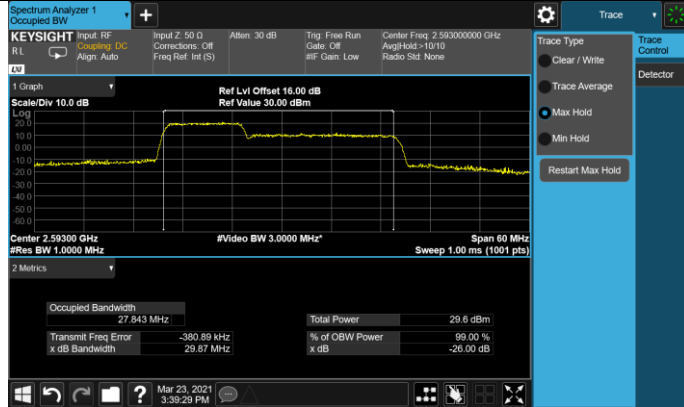 Spectrum Analyzer 1
Occupied BW
+
Trace
KEYSIGHT
RL
LXI
Input: RF
Coupling: DC
Align: Auto
Input Z: 50 Ω
Corrections: Off
Freq Ref: Int (S)
Atten: 30 dB
Trig: Free Run
Gate: Off
#IF Gain: Low
Center Freq: 2.593000000 GHz
Avg|Hold:>10/10
Radio Std: None
Trace Type
Clear / Write
Trace Average
Max Hold
Min Hold
Restart Max Hold
Trace
Control
Detector
1 Graph
Scale/Div 10.0 dB
Ref Lvl Offset 16.00 dB
Ref Value 30.00 dBm
Log
20.0
10.0
0.00
-10.0
-20.0
-30.0
-40.0
-50.0
-60.0
Center 2.59300 GHz
#Res BW 1.0000 MHz
#Video BW 3.0000 MHz*
Span 60 MHz
Sweep 1.00 ms (1001 pts)
2 Metrics
Occupied Bandwidth
27.843 MHz
Transmit Freq Error -380.89 kHz
x dB Bandwidth 29.87 MHz
Total Power 29.6 dBm
% of OBW Power 99.00 %
x dB -26.00 dB
?
Mar 23, 2021
3:39:29 PM